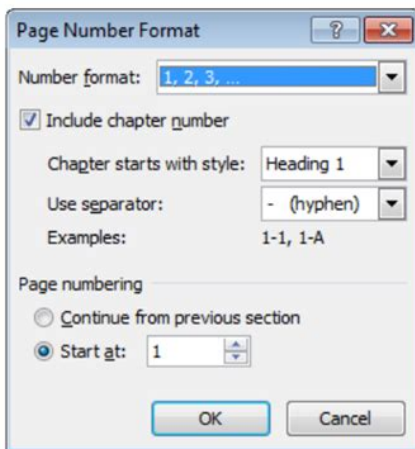 Page Number Format
Number format: 1, 2, 3, ...
Include chapter number
Chapter starts with style: Heading 1
Use separator: - (hyphen)
Examples: 1-1, 1-A
Page numbering
Continue from previous section
Start at: 1
OK Cancel